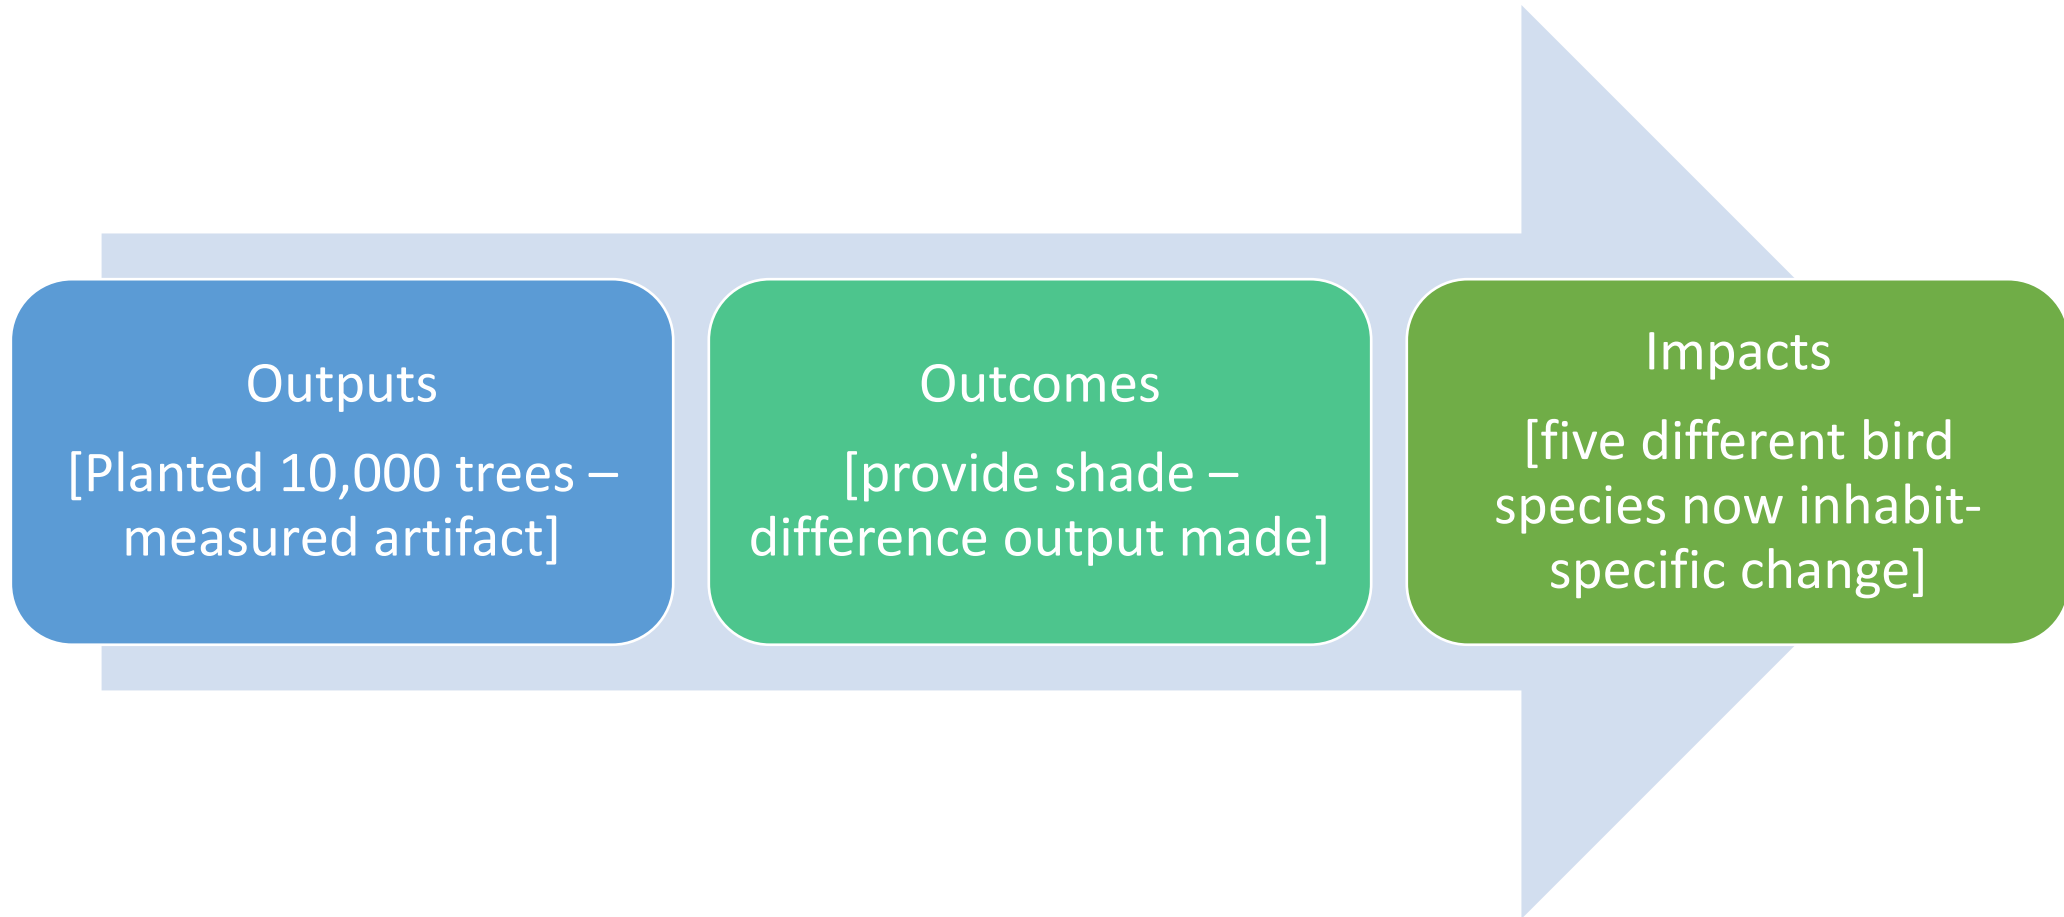 Outputs
[Planted 10,000 trees –
measured artifact]
Outcomes
[provide shade –
difference output made]
Impacts
[five different bird
species now inhabit-
specific change]